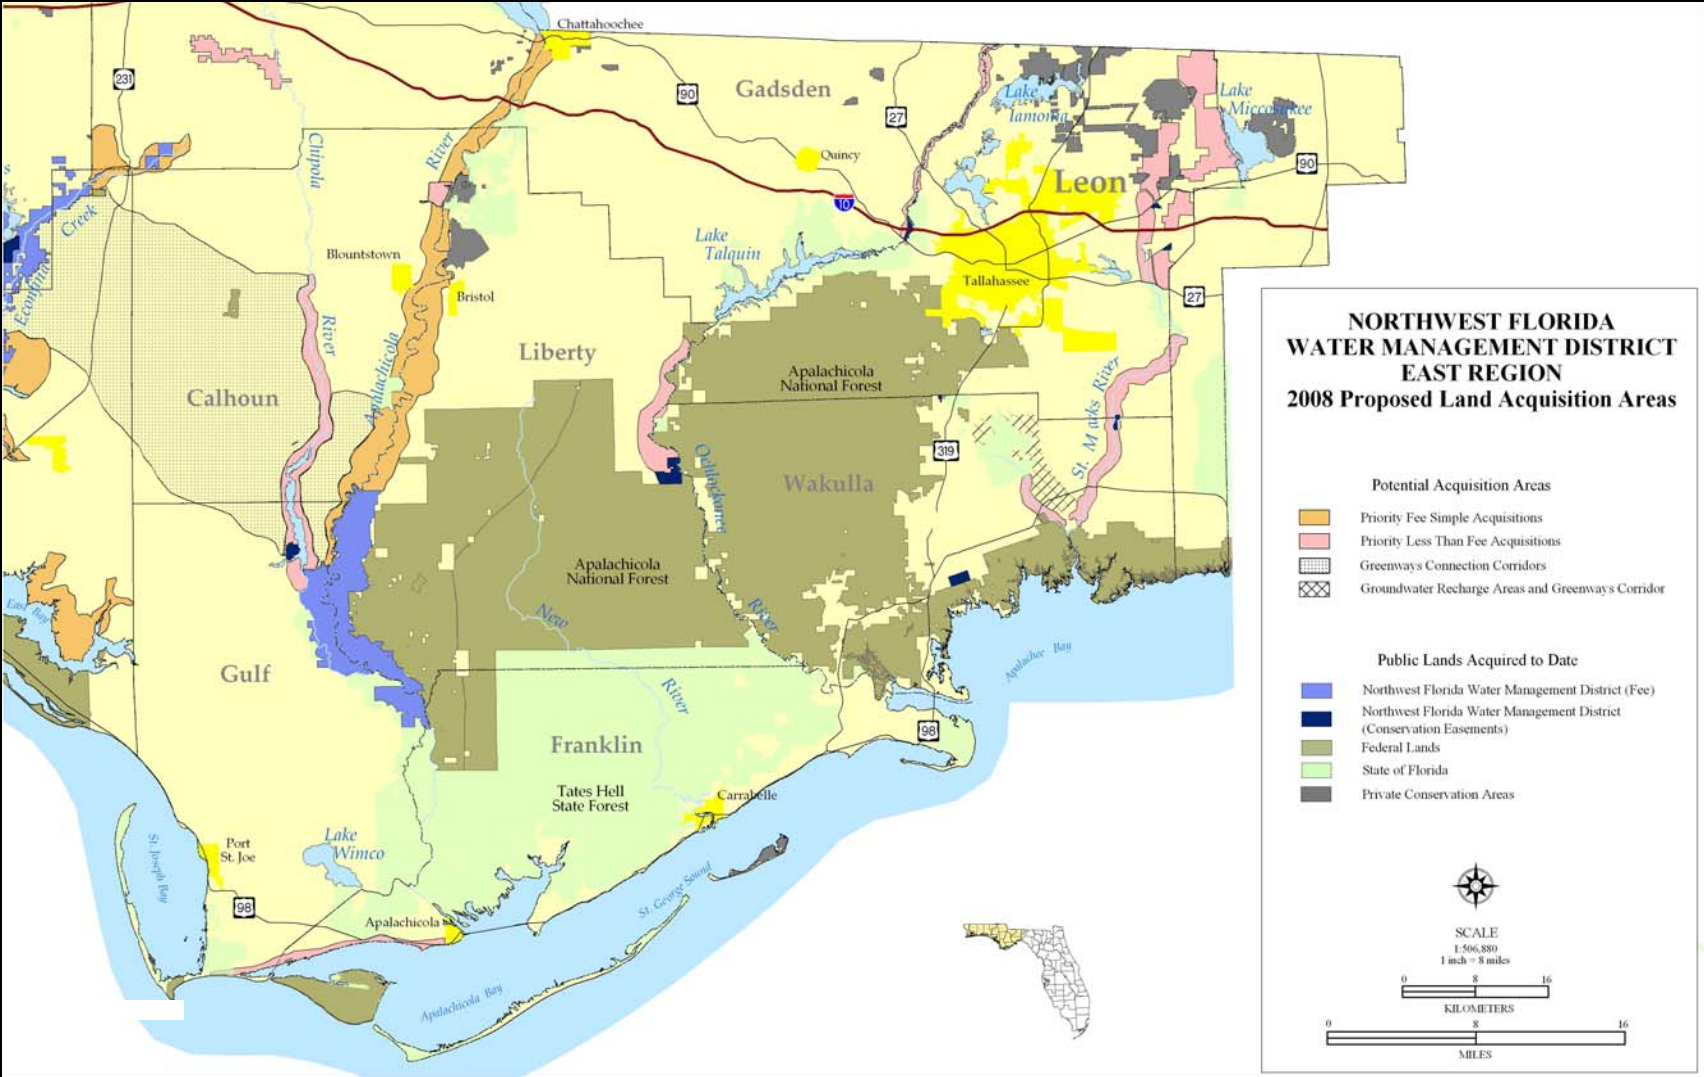 Chattahoochee
231
90
Gadsden
27
Lake
Iamonia
Lake
Miccosukee
90
Quincy
Leon
10
Chipola
River
River
Creek
Econfina
Blountstown
Bristol
Lake
Talquin
Tallahassee
27
Apalachicola
Liberty
Calhoun
Apalachicola
National Forest
St. Marks River
319
Ochlockonee
Wakulla
Apalachicola
National Forest
New
River
River
East Bay
Gulf
Apalachee Bay
98
Franklin
Tates Hell
State Forest
Carrabelle
Port
St. Joe
Lake
Wimco
St. Joseph Bay
98
Apalachicola
St. George Sound
Apalachicola Bay
NORTHWEST FLORIDA
WATER MANAGEMENT DISTRICT
EAST REGION
2008 Proposed Land Acquisition Areas
Potential Acquisition Areas
Priority Fee Simple Acquisitions
Priority Less Than Fee Acquisitions
Greenways Connection Corridors
Groundwater Recharge Areas and Greenways Corridor
Public Lands Acquired to Date
Northwest Florida Water Management District (Fee)
Northwest Florida Water Management District
(Conservation Easements)
Federal Lands
State of Florida
Private Conservation Areas
SCALE
1:506,880
1 inch = 8 miles
0 8 16
KILOMETERS
0 8 16
MILES